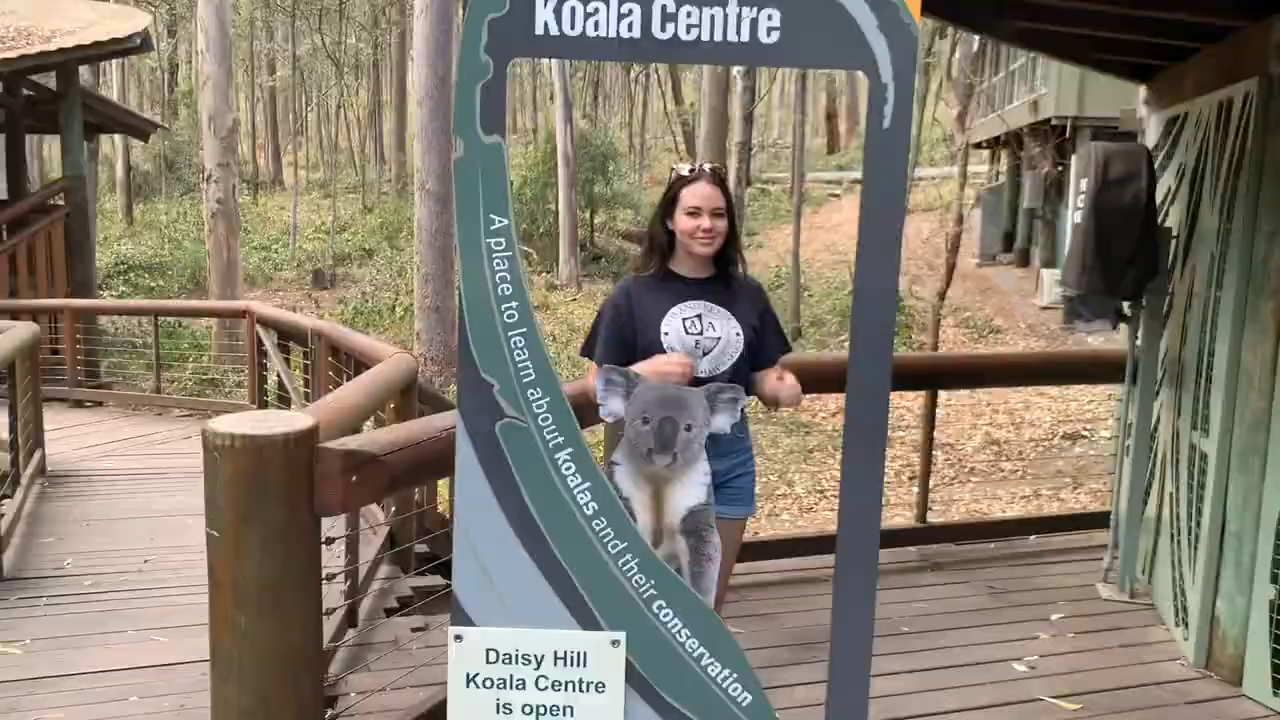 Koala Centre
A place to learn about koalas and their conservation
A A
E
Daisy Hill
Koala Centre
is open